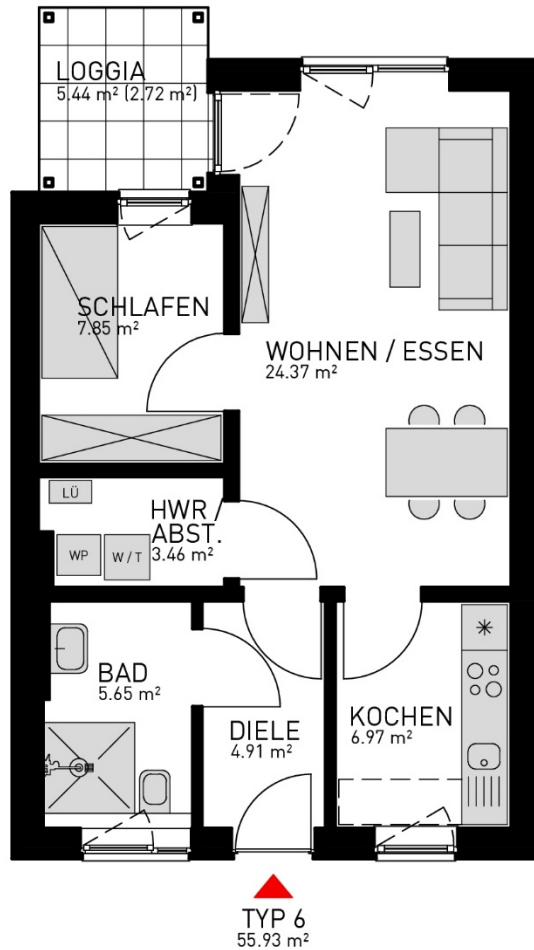 LOGGIA
5.44 m² (2.72 m²)
SCHLAFEN
7.85 m²
WOHNEN / ESSEN
24.37 m²
LÜ
HWR /
ABST.
3.46 m²
WP
W / T
BAD
5.65 m²
DIELE
4.91 m²
KOCHEN
6.97 m²
TYP 6
55.93 m²